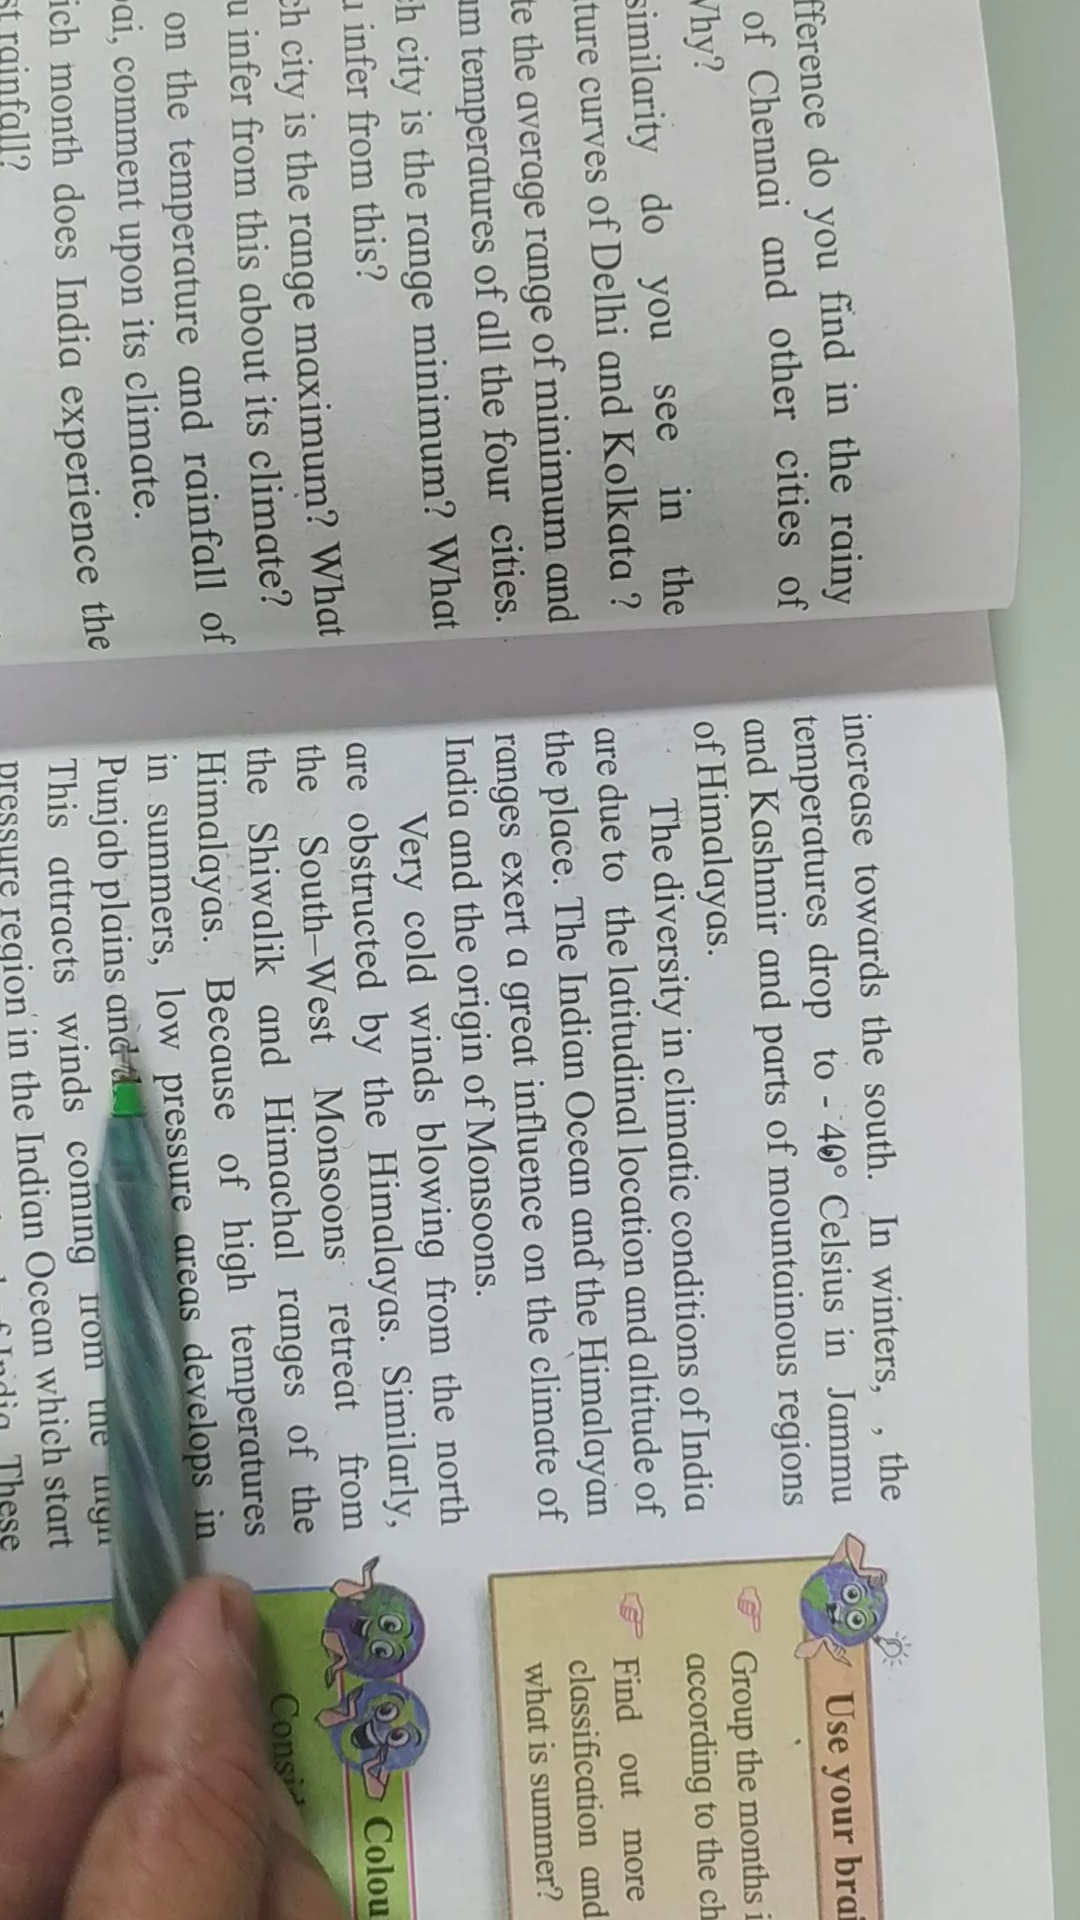 fference do you find in the rainy
of Chennai and other cities of
Why?
similarity do you see in the
ture curves of Delhi and Kolkata ?
te the average range of minimum and
um temperatures of all the four cities.
ch city is the range minimum? What
u infer from this?
ch city is the range maximum? What
u infer from this about its climate?
on the temperature and rainfall of
ai, comment upon its climate.
ich month does India experience the
st rainfall?
increase towards the south. In winters, , the
temperatures drop to - 40° Celsius in Jammu
and Kashmir and parts of mountainous regions
of Himalayas.
The diversity in climatic conditions of India
are due to the latitudinal location and altitude of
the place. The Indian Ocean and the Himalayan
ranges exert a great influence on the climate of
India and the origin of Monsoons.
Very cold winds blowing from the north
are obstructed by the Himalayas. Similarly,
the South–West Monsoons retreat from
the Shiwalik and Himachal ranges of the
Himalayas. Because of high temperatures
in summers, low pressure areas develops in
Punjab plains and
This attracts winds coming from the high
pressure region in the Indian Ocean which start
India. These
Use your brai
Group the months i
according to the ch
Find out more
classification and
what is summer?
Colou
Consid